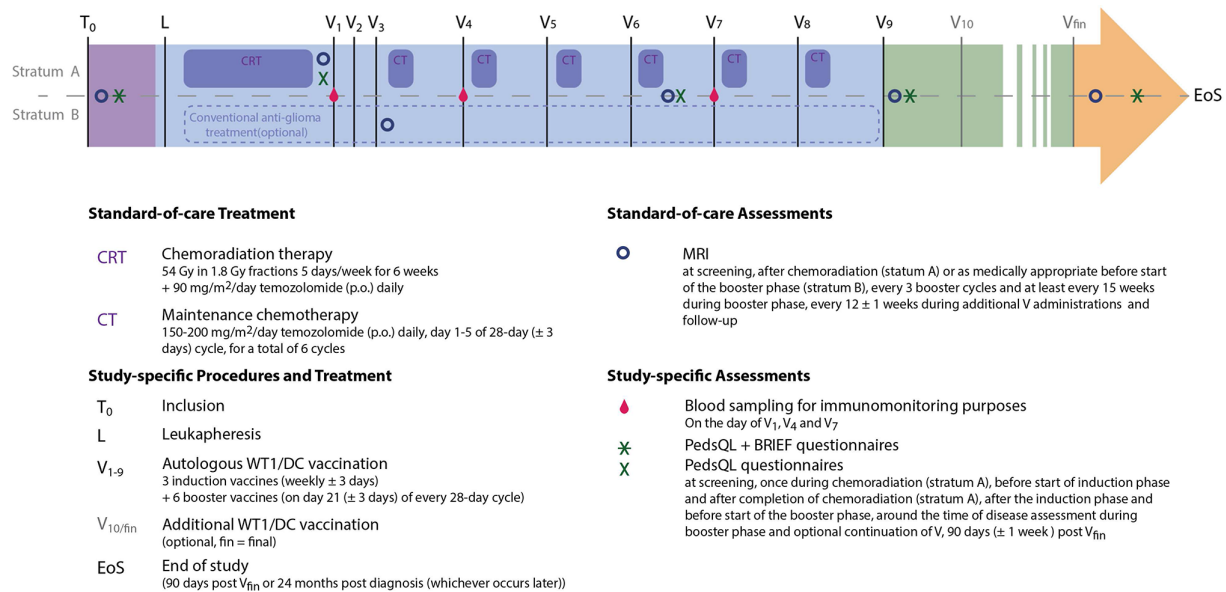 T0 L V1 V2 V3 V4 V5 V6 V7 V8 V9 V10 Vfin
Stratum A
CRT CT CT CT CT CT CT
EoS
Stratum B
Conventional anti-glioma
treatment(optional)
Standard-of-care Treatment
CRT Chemoradiation therapy
54 Gy in 1.8 Gy fractions 5 days/week for 6 weeks
+ 90 mg/m2/day temozolomide (p.o.) daily
CT Maintenance chemotherapy
150-200 mg/m2/day temozolomide (p.o.) daily, day 1-5 of 28-day (± 3
days) cycle, for a total of 6 cycles
Study-specific Procedures and Treatment
T0 Inclusion
L Leukapheresis
V1-9 Autologous WT1/DC vaccination
3 induction vaccines (weekly ± 3 days)
+ 6 booster vaccines (on day 21 (± 3 days) of every 28-day cycle)
V10/fin Additional WT1/DC vaccination
(optional, fin = final)
EoS End of study
(90 days post Vfin or 24 months post diagnosis (whichever occurs later))
Standard-of-care Assessments
MRI
at screening, after chemoradiation (statum A) or as medically appropriate before start
of the booster phase (stratum B), every 3 booster cycles and at least every 15 weeks
during booster phase, every 12 ± 1 weeks during additional V administrations and
follow-up
Study-specific Assessments
Blood sampling for immunomonitoring purposes
On the day of V1, V4 and V7
PedsQL + BRIEF questionnaires
PedsQL questionnaires
at screening, once during chemoradiation (stratum A), before start of induction phase
and after completion of chemoradiation (stratum A), after the induction phase and
before start of the booster phase, around the time of disease assessment during
booster phase and optional continuation of V, 90 days (± 1 week ) post Vfin